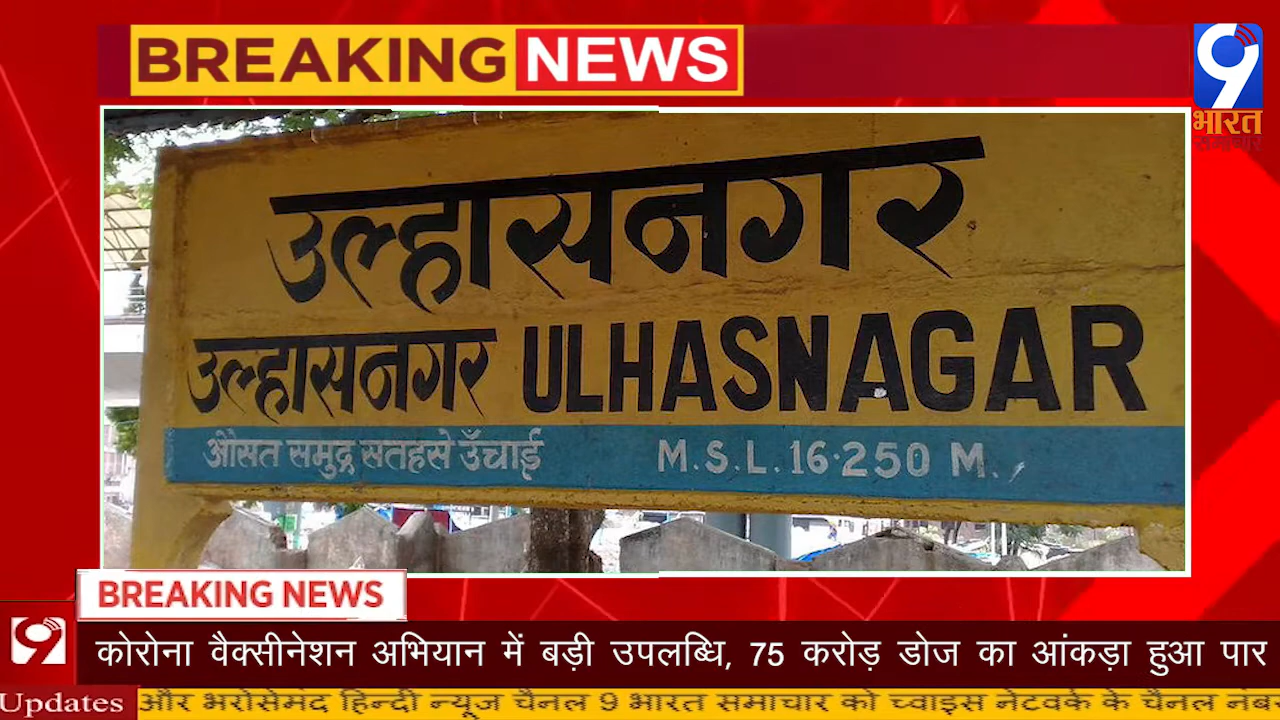 BREAKING NEWS
9
भारत
समाचार
उल्हासनगर
उल्हासनगर ULHASNAGAR
औसत समुद्र सतहसे उँचाई M.S.L. 16.250 M.
BREAKING NEWS
9
कोरोना वैक्सीनेशन अभियान में बड़ी उपलब्धि, 75 करोड़ डोज का आंकड़ा हुआ पार
Updates और भरोसेमंद हिन्दी न्यूज चैनल 9 भारत समाचार को च्वाइस नेटवर्क के चैनल नंबर